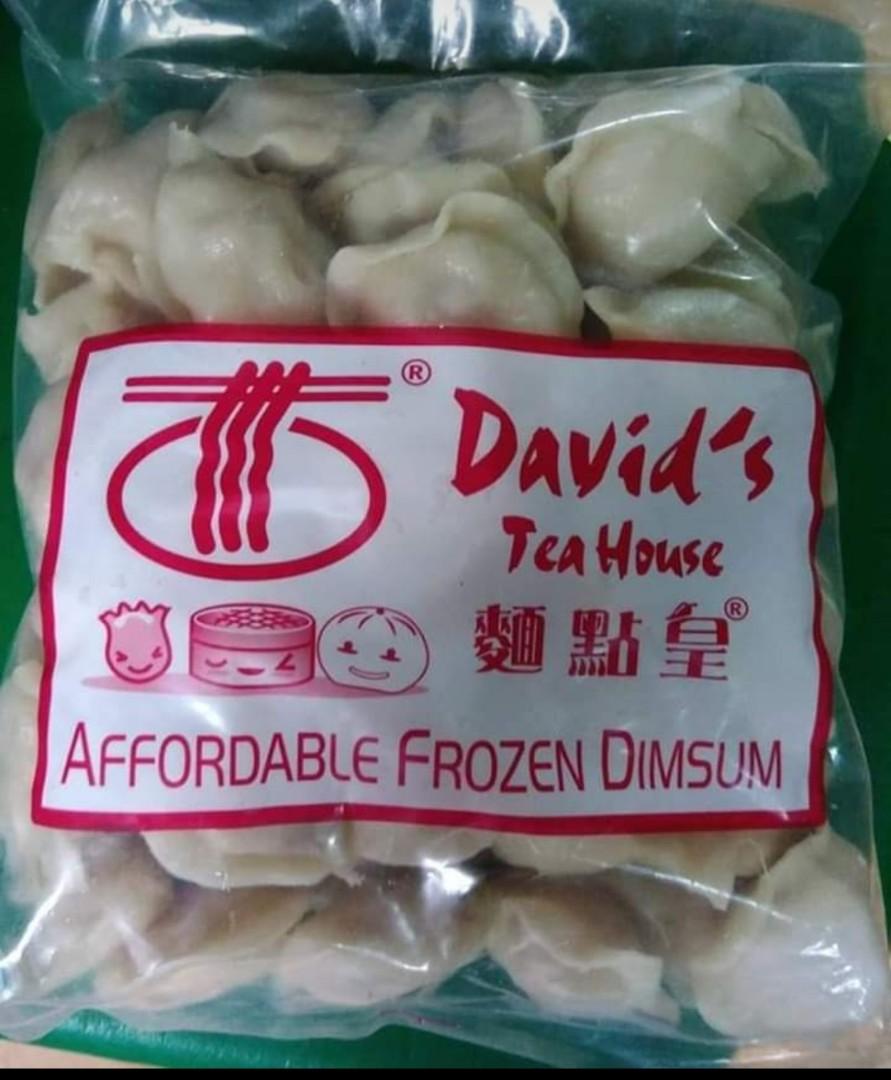 ®
David's
Tea House
麵點皇®
AFFORDABLE FROZEN DIMSUM